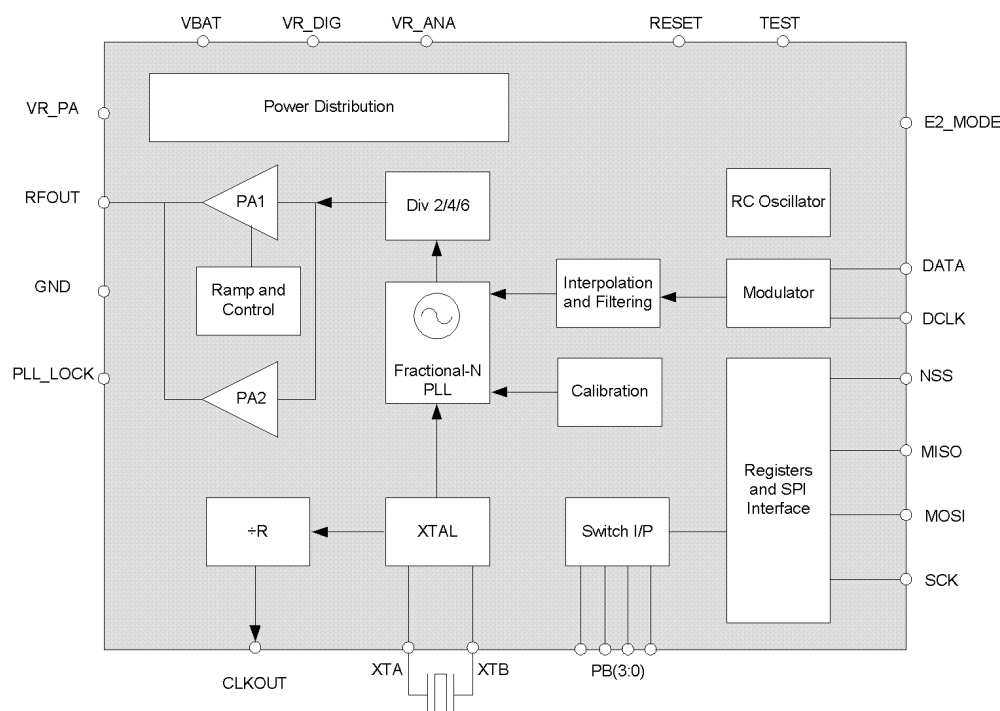 VBAT
VR_DIG
VR_ANA
RESET
TEST
VR_PA
Power Distribution
E2_MODE
RFOUT
PA1
Div 2/4/6
RC Oscillator
DATA
GND
Ramp and
Control
Interpolation
and Filtering
Modulator
DCLK
PLL_LOCK
PA2
Fractional-N
PLL
Calibration
NSS
MISO
Registers
and SPI
Interface
MOSI
÷R
XTAL
Switch I/P
SCK
CLKOUT
XTA
XTB
PB(3:0)